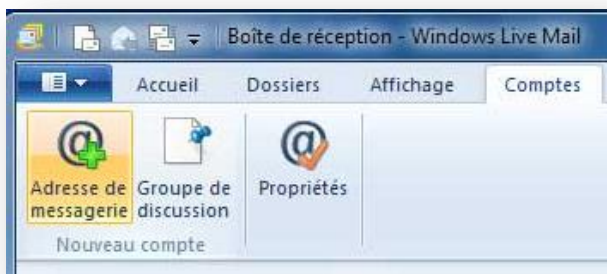 Boîte de réception - Windows Live Mail
Accueil Dossiers Affichage Comptes
Adresse de messagerie
Groupe de discussion
Propriétés
Nouveau compte